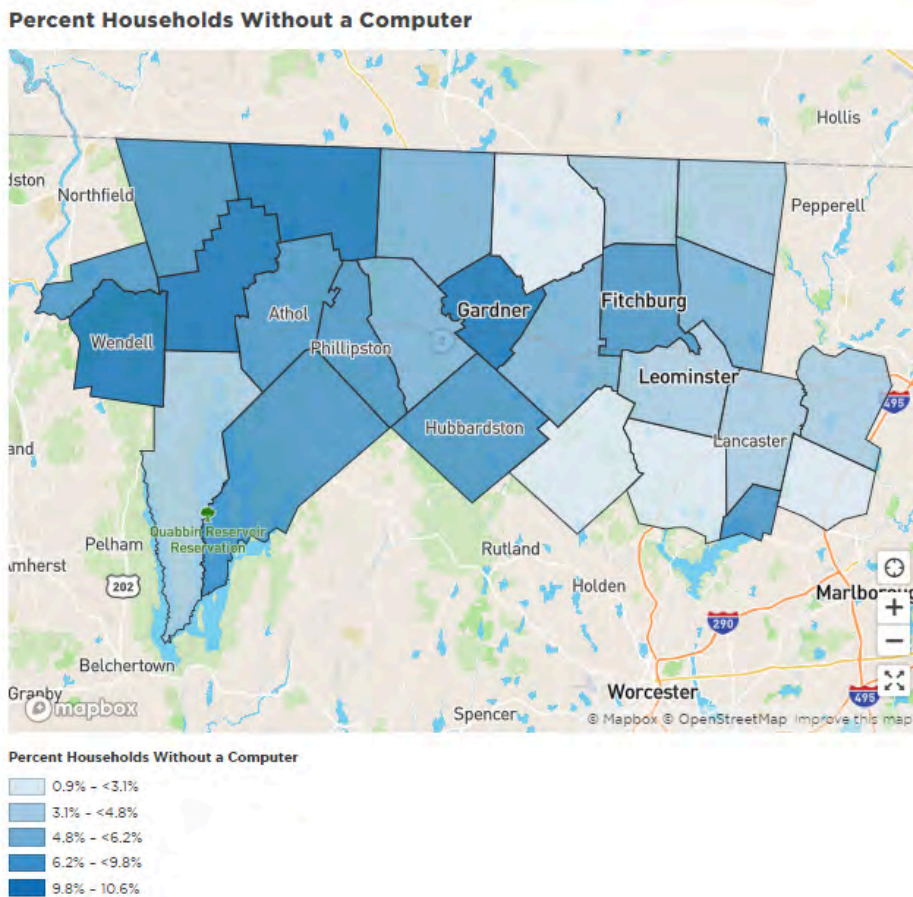 Percent Households Without a Computer
Hollis
dston
Northfield
Pepperell
Gardner
Fitchburg
Athol
Wendell
Phillipston
Leominster
495
Hubbardston
Lancaster
and
Quabbin Reservoir
Reservation
Pelham
Rutland
Amherst
202
Holden
Marlboroug
290
Belchertown
Granby
Worcester
495
mapbox
Spencer
© Mapbox © OpenStreetMap Improve this map
Percent Households Without a Computer
0.9% - <3.1%
3.1% - <4.8%
4.8% - <6.2%
6.2% - <9.8%
9.8% - 10.6%